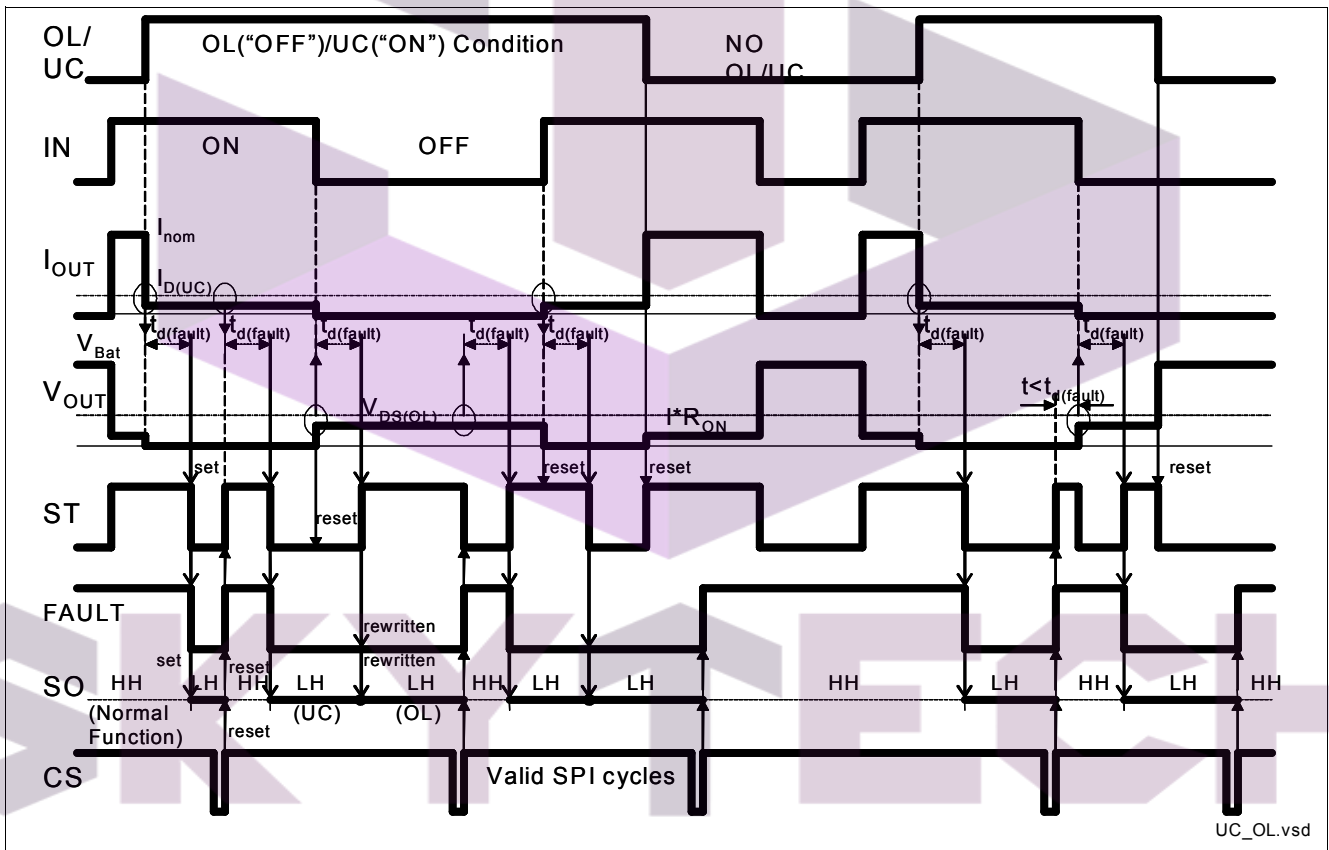 OL/
UC
OL("OFF")/UC("ON") Condition
NO
OL/UC
IN
ON
OFF
I_OUT
I_nom
I_D(UC)
t_d(fault) t_d(fault) t_d(fault) t_d(fault) t_d(fault) t_d(fault) t_d(fault)
V_Bat
V_OUT
V_DS(OL)
I*R_ON
t<t_d(fault)
set
reset
reset
reset
ST
reset
FAULT
rewritten
set
reset
rewritten
SO
HH LH HH LH LH HH LH LH HH LH HH LH HH
(Normal
Function)
(UC)
(OL)
reset
CS
Valid SPI cycles
UC_OL.vsd
SKYTECH